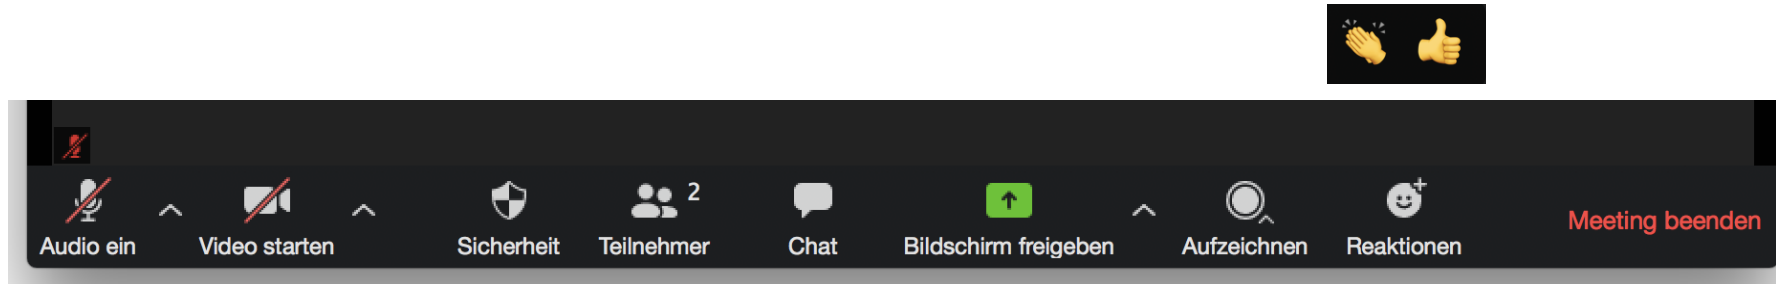 2
Audio ein
Video starten
Sicherheit
Teilnehmer
Chat
Bildschirm freigeben
Aufzeichnen
Reaktionen
Meeting beenden